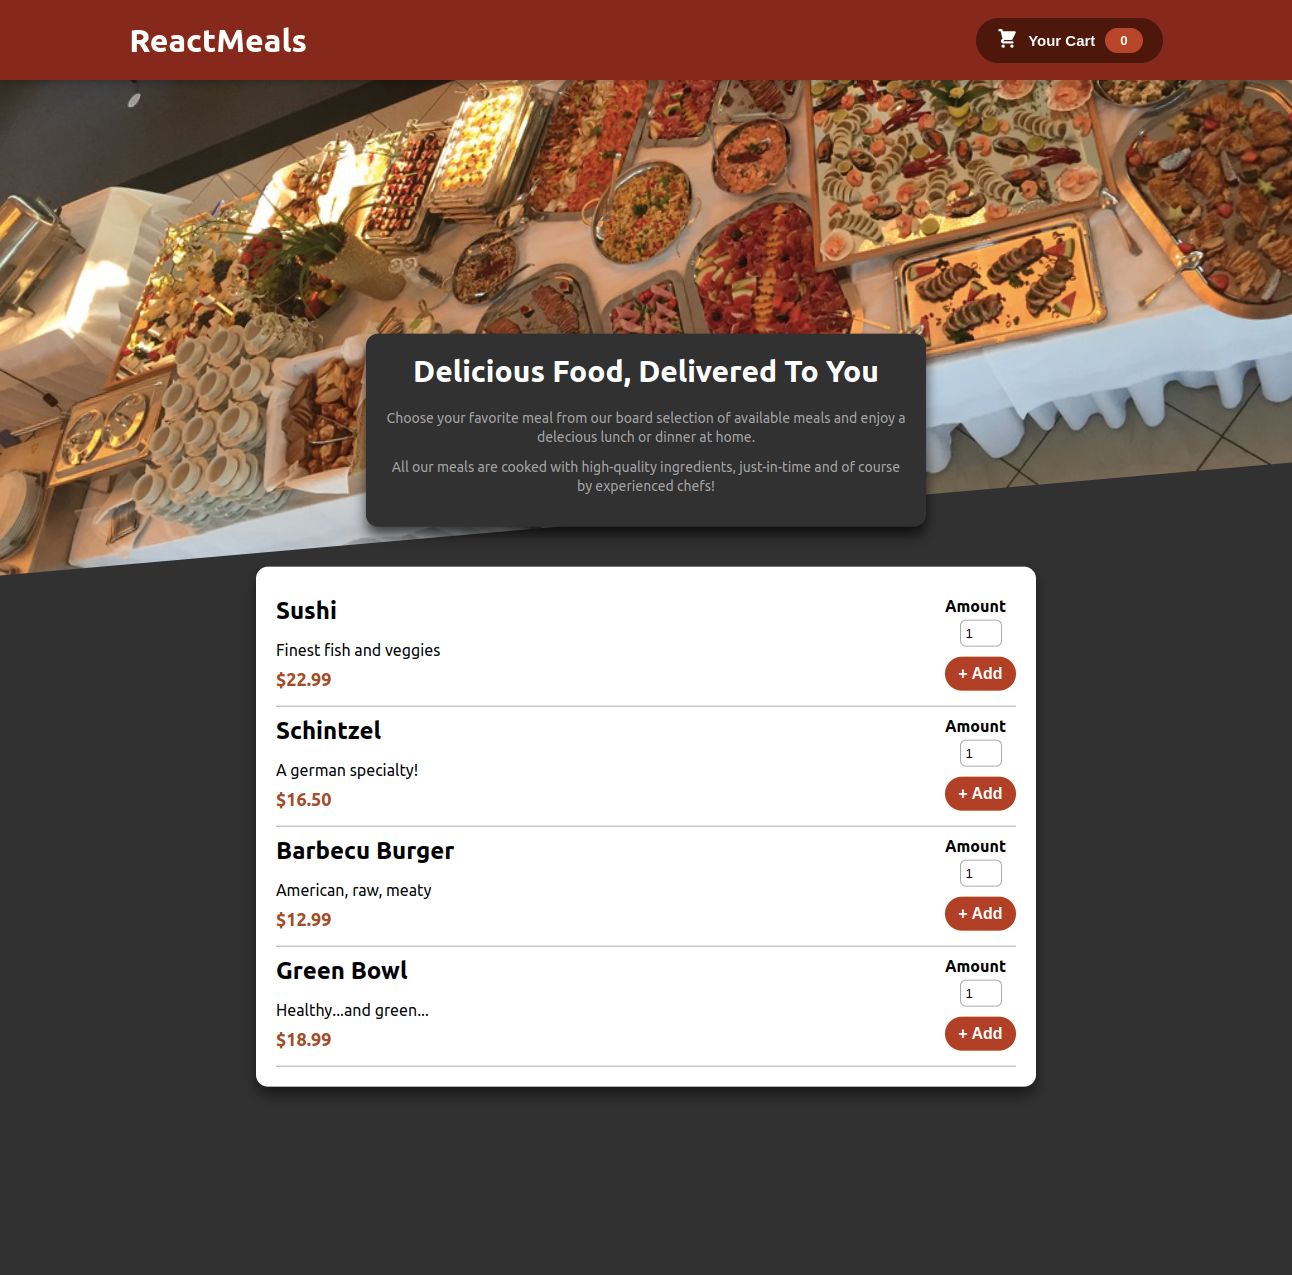 ReactMeals
Your Cart 0
Delicious Food, Delivered To You
Choose your favorite meal from our board selection of available meals and enjoy a
delecious lunch or dinner at home.
All our meals are cooked with high-quality ingredients, just-in-time and of course
by experienced chefs!
Sushi
Finest fish and veggies
$22.99
Amount
1
+ Add
Schintzel
A german specialty!
$16.50
Amount
1
+ Add
Barbecu Burger
American, raw, meaty
$12.99
Amount
1
+ Add
Green Bowl
Healthy...and green...
$18.99
Amount
1
+ Add